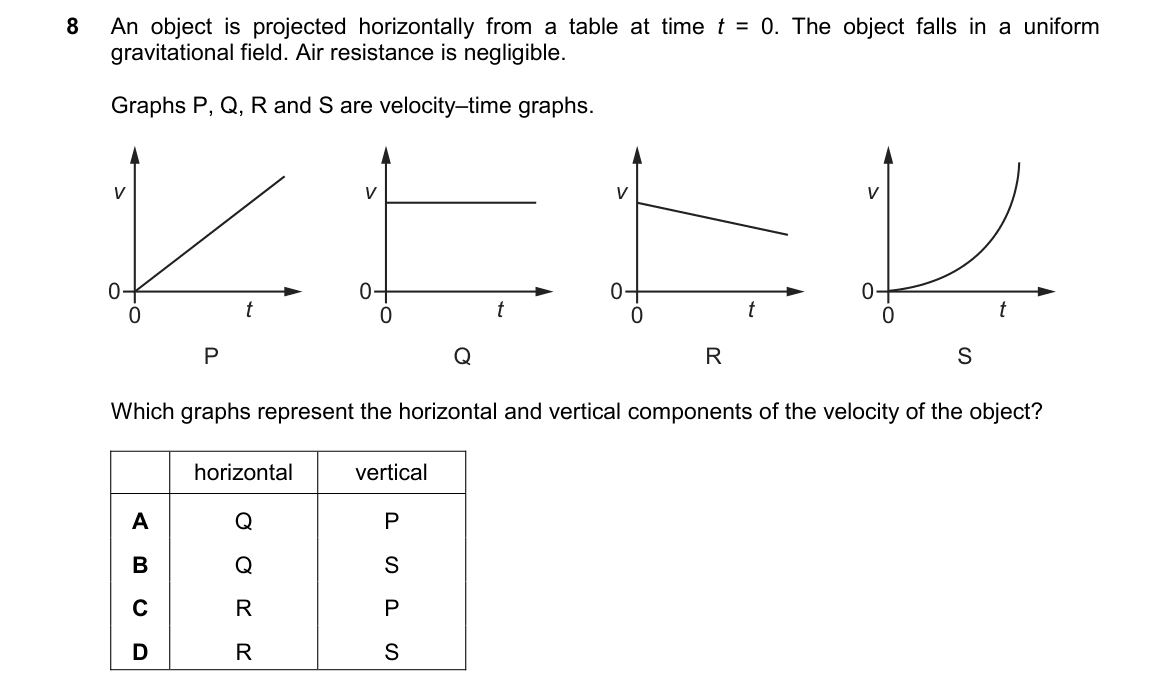 8 An object is projected horizontally from a table at time t = 0. The object falls in a uniform
gravitational field. Air resistance is negligible.
Graphs P, Q, R and S are velocity–time graphs.
v 0 0 t
P
v 0 0 t
Q
v 0 0 t
R
v 0 0 t
S
Which graphs represent the horizontal and vertical components of the velocity of the object?
horizontal vertical
A Q P
B Q S
C R P
D R S